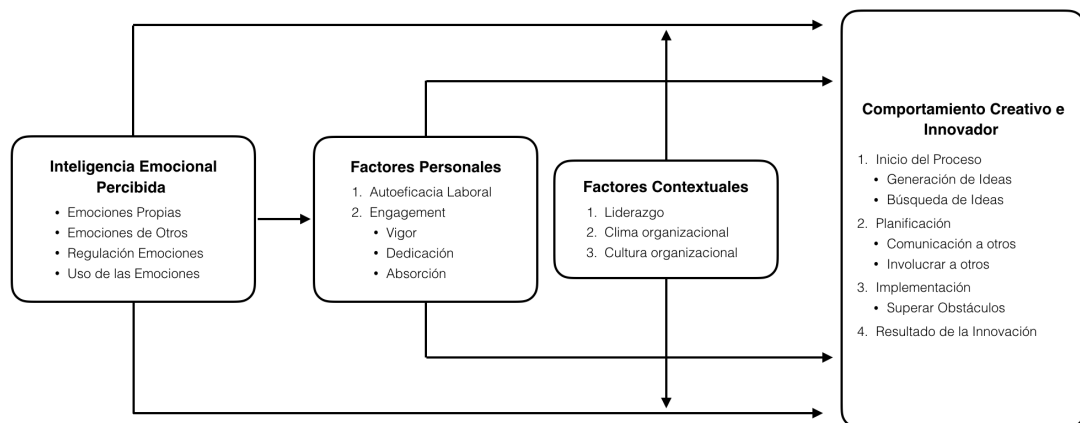 Inteligencia Emocional
Percibida
• Emociones Propias
• Emociones de Otros
• Regulación Emociones
• Uso de las Emociones
Factores Personales
1. Autoeficacia Laboral
2. Engagement
• Vigor
• Dedicación
• Absorción
Factores Contextuales
1. Liderazgo
2. Clima organizacional
3. Cultura organizacional
Comportamiento Creativo e
Innovador
1. Inicio del Proceso
• Generación de Ideas
• Búsqueda de Ideas
2. Planificación
• Comunicación a otros
• Involucrar a otros
3. Implementación
• Superar Obstáculos
4. Resultado de la Innovación